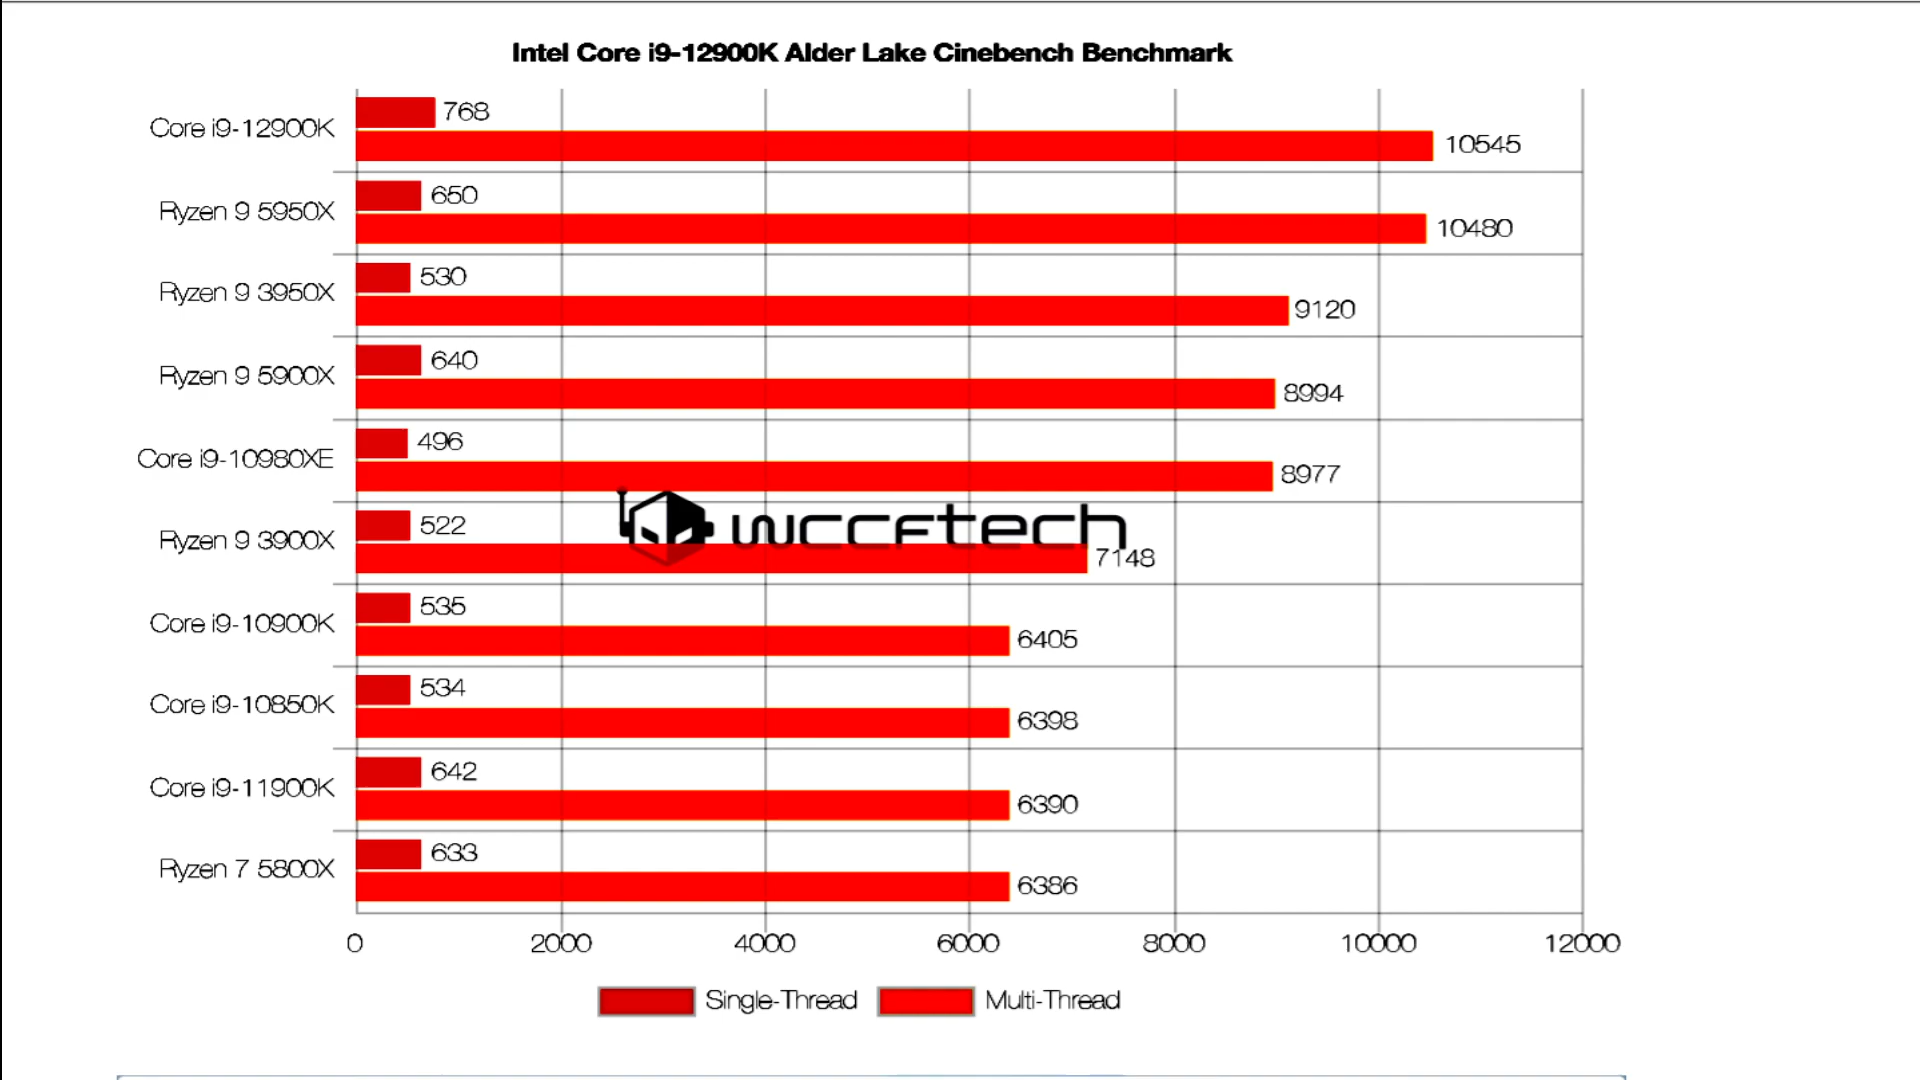 Intel Core i9-12900K Alder Lake Cinebench Benchmark
Core i9-12900K
768
10545
Ryzen 9 5950X
650
10480
Ryzen 9 3950X
530
9120
Ryzen 9 5900X
640
8994
Core i9-10980XE
496
8977
wccftech
Ryzen 9 3900X
522
7148
Core i9-10900K
535
6405
Core i9-10850K
534
6398
Core i9-11900K
642
6390
Ryzen 7 5800X
633
6386
0 2000 4000 6000 8000 10000 12000
Single-Thread Multi-Thread